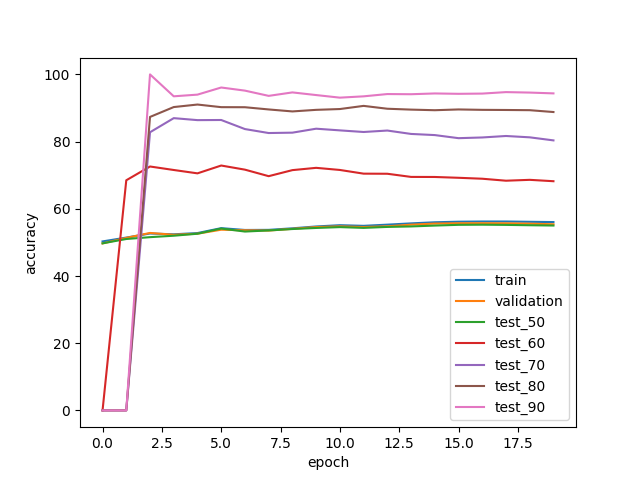 100
80
60
40
20
0
accuracy
0.0 2.5 5.0 7.5 10.0 12.5 15.0 17.5
epoch
train
validation
test_50
test_60
test_70
test_80
test_90